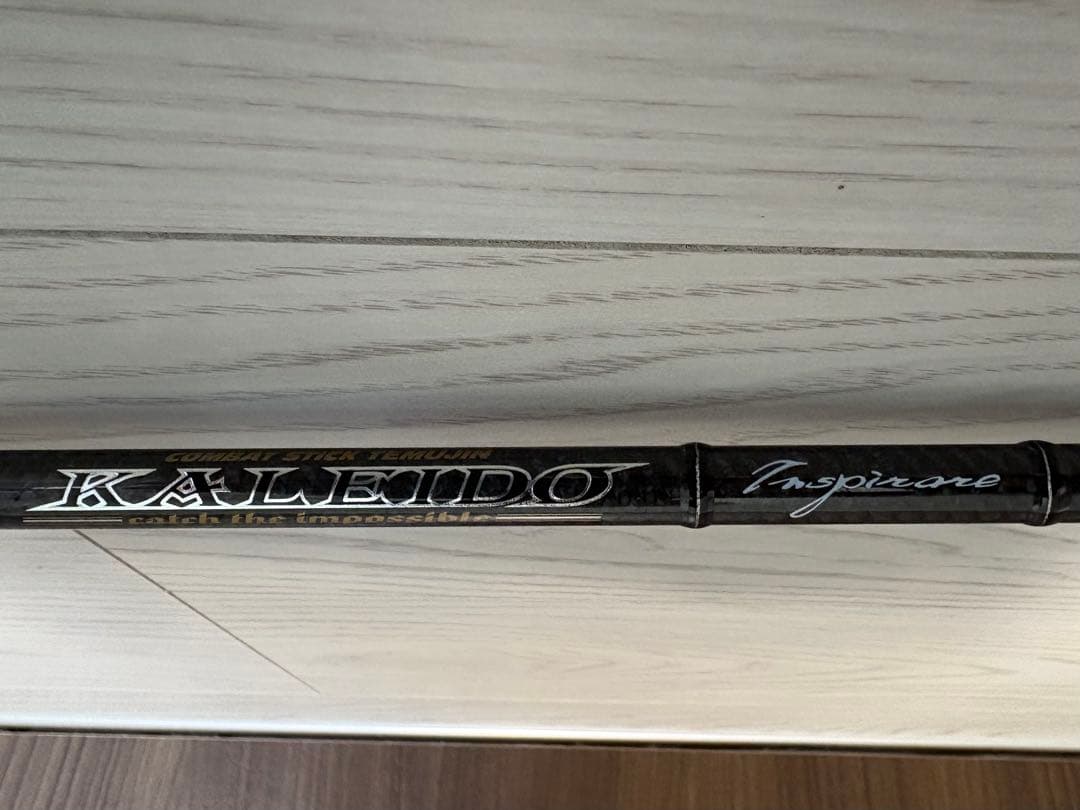 COMBAT STICK TEMUJIN
KALEIDO
catch the impossible
Inspirare